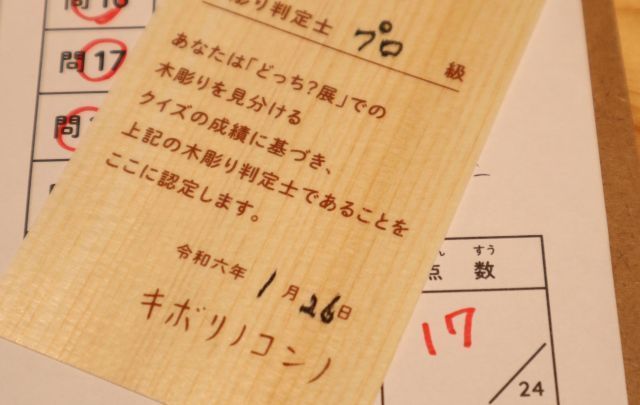 問16
問17
問
彫り判定士 プロ 級
あなたは「どっち?展」での
木彫りを見分ける
クイズの成績に基づき、
上記の木彫り判定士であることを
ここに認定します。
令和六年 1月26日
キボリノコンノ
ん すう
点 数
17
24